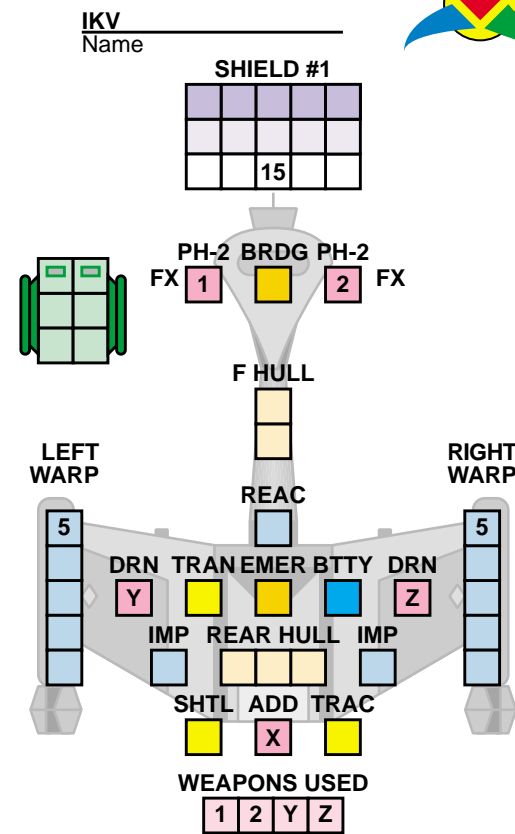 IKV
Name
SHIELD #1
15
PH-2 BRDG PH-2
FX 1 2 FX
F HULL
LEFT WARP
RIGHT WARP
REAC
5 5
DRN TRAN EMER BTTY DRN
Y Z
IMP REAR HULL IMP
SHTL ADD TRAC
X
WEAPONS USED
1 2 Y Z